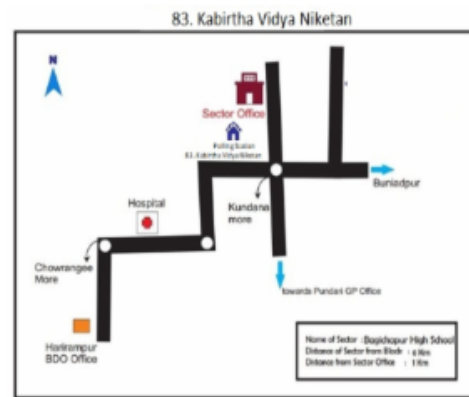 83. Kabirtha Vidya Niketan
N
Sector Office
Polling Station
83. Kabirtha Vidya Niketan
Buniadpur
Hospital
Kundana
more
Chowrangee
More
towards Pundari GP Office
Harirampur
BDO Office
Name of Sector : Bagichapur High School
Distance of Sector from Block : 4 Km
Distance from Sector Office : 1 Km